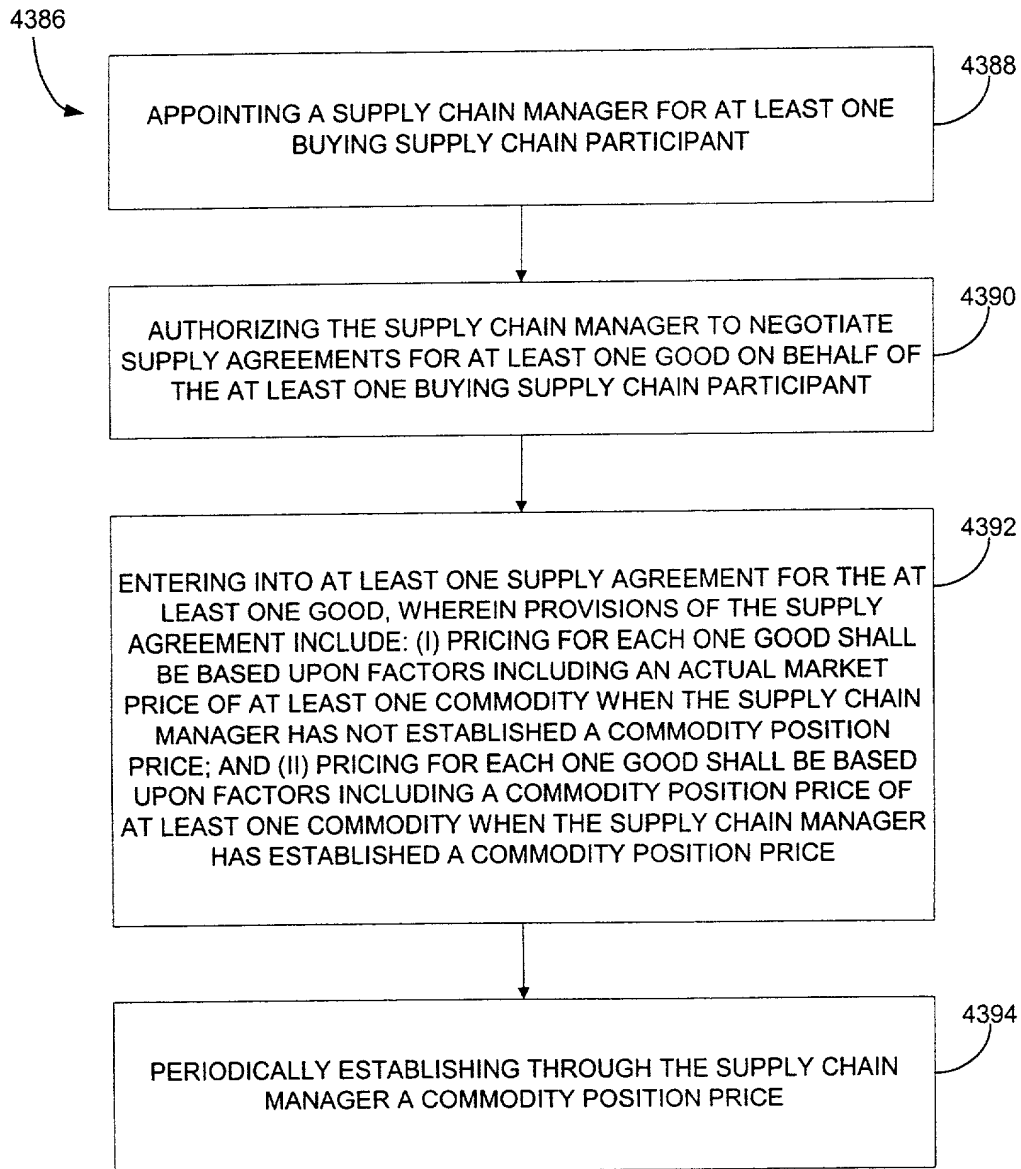 4386
4388
APPOINTING A SUPPLY CHAIN MANAGER FOR AT LEAST ONE
BUYING SUPPLY CHAIN PARTICIPANT
4390
AUTHORIZING THE SUPPLY CHAIN MANAGER TO NEGOTIATE
SUPPLY AGREEMENTS FOR AT LEAST ONE GOOD ON BEHALF OF
THE AT LEAST ONE BUYING SUPPLY CHAIN PARTICIPANT
4392
ENTERING INTO AT LEAST ONE SUPPLY AGREEMENT FOR THE AT
LEAST ONE GOOD, WHEREIN PROVISIONS OF THE SUPPLY
AGREEMENT INCLUDE: (I) PRICING FOR EACH ONE GOOD SHALL
BE BASED UPON FACTORS INCLUDING AN ACTUAL MARKET
PRICE OF AT LEAST ONE COMMODITY WHEN THE SUPPLY CHAIN
MANAGER HAS NOT ESTABLISHED A COMMODITY POSITION
PRICE; AND (II) PRICING FOR EACH ONE GOOD SHALL BE BASED
UPON FACTORS INCLUDING A COMMODITY POSITION PRICE OF
AT LEAST ONE COMMODITY WHEN THE SUPPLY CHAIN MANAGER
HAS ESTABLISHED A COMMODITY POSITION PRICE
4394
PERIODICALLY ESTABLISHING THROUGH THE SUPPLY CHAIN
MANAGER A COMMODITY POSITION PRICE